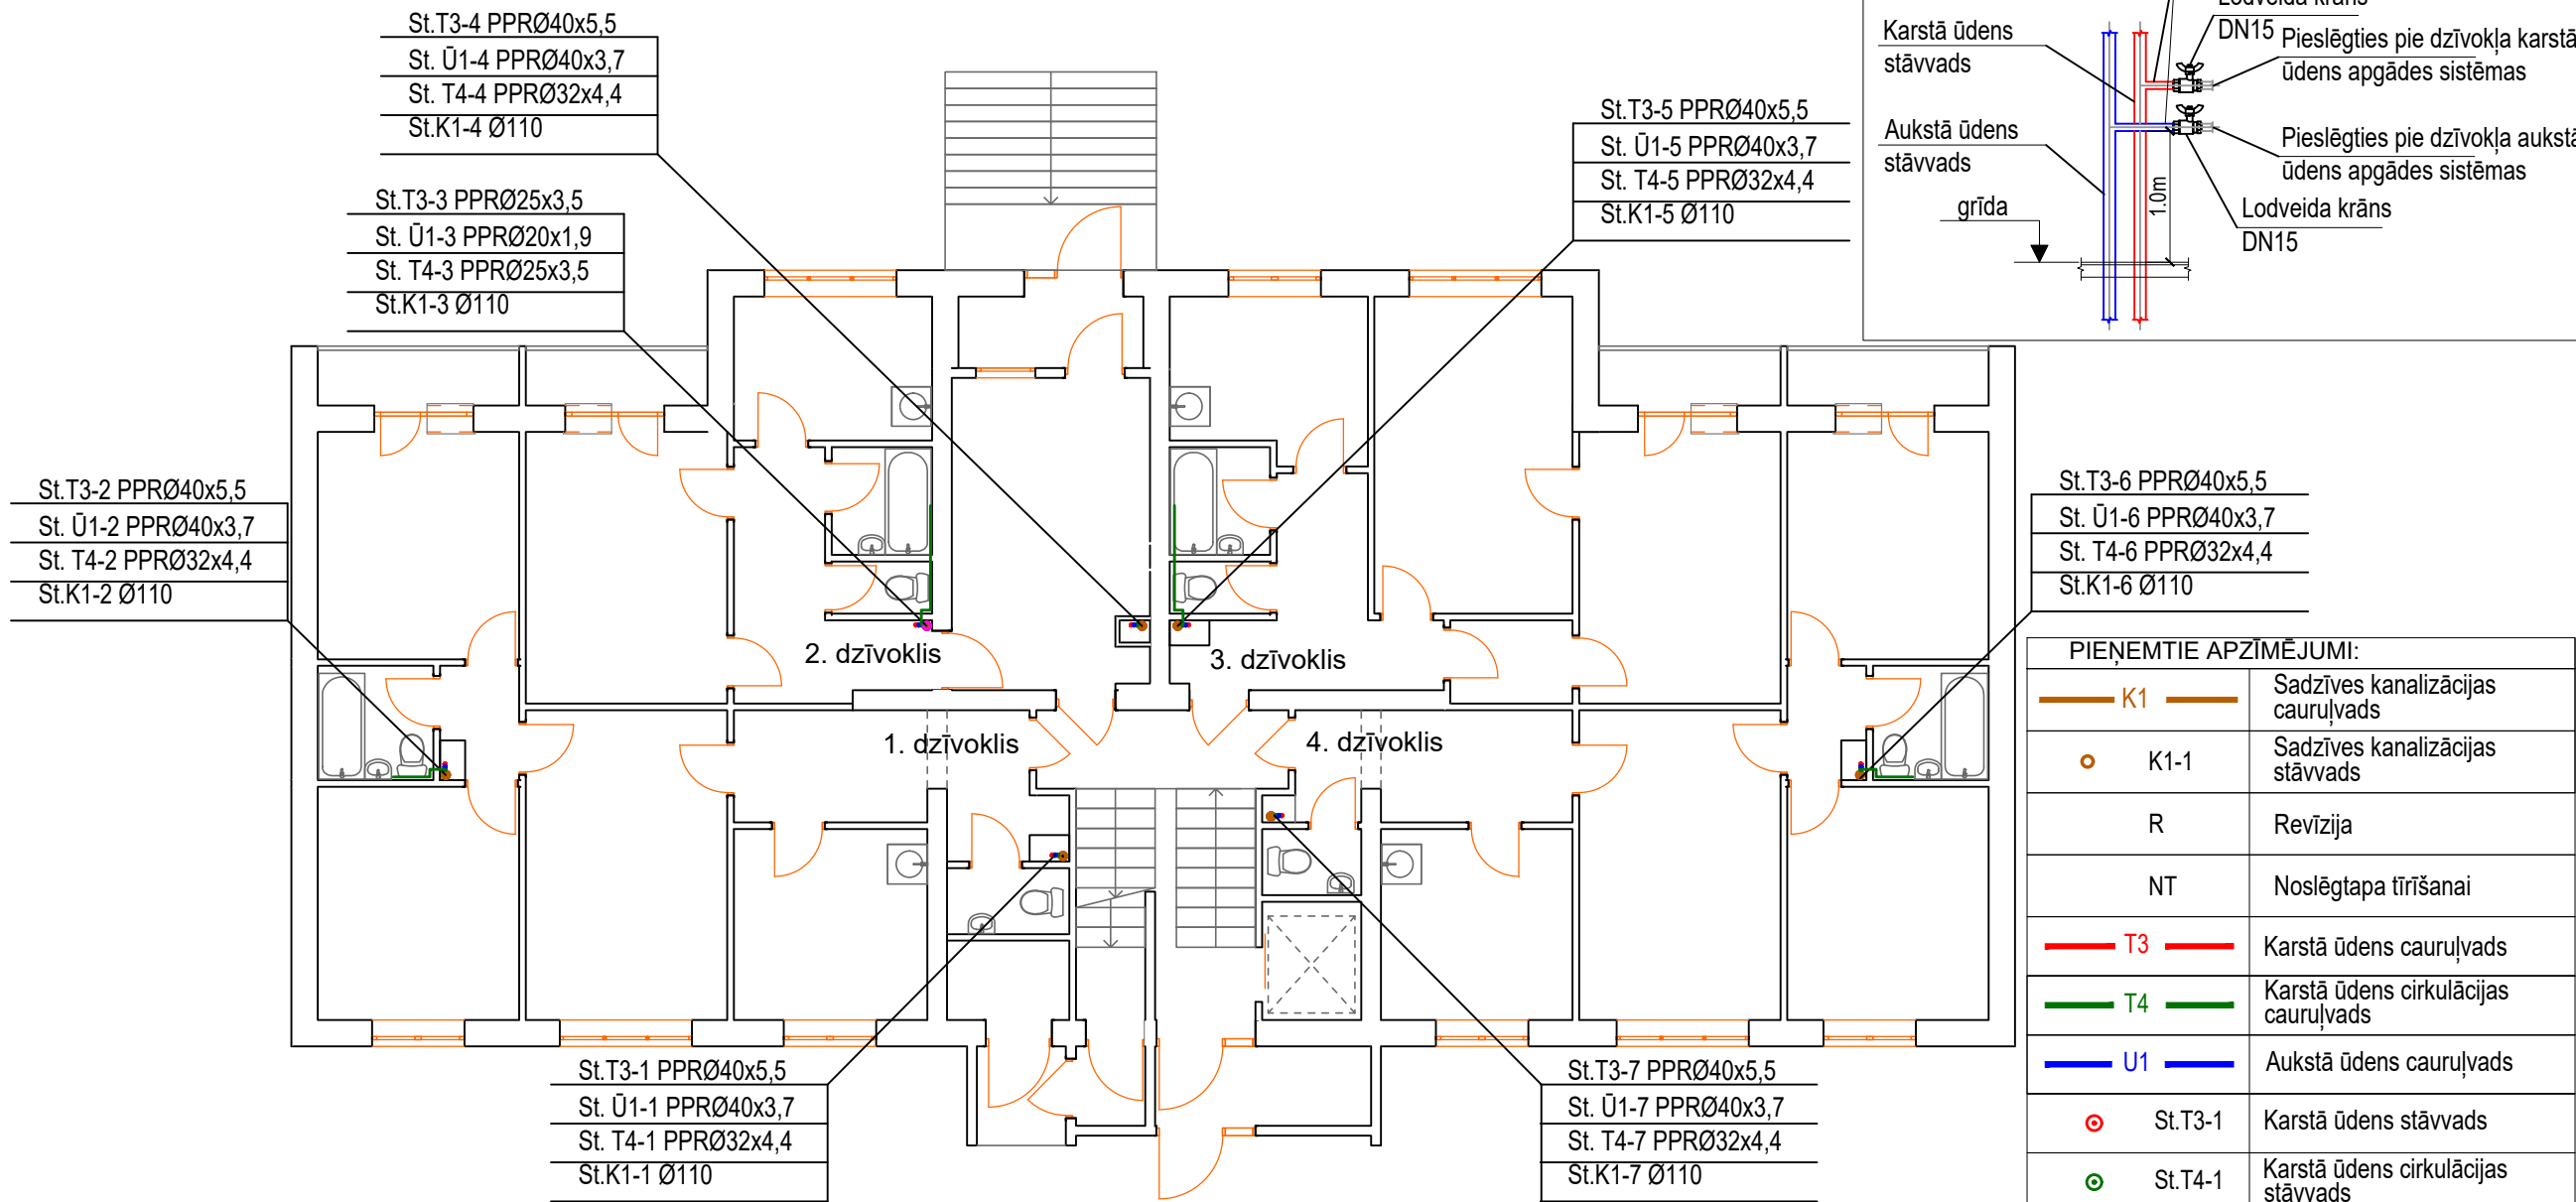 St.T3-4 PPRØ40x5,5
St. Ū1-4 PPRØ40x3,7
St. T4-4 PPRØ32x4,4
St.K1-4 Ø110
St.T3-3 PPRØ25x3,5
St. Ū1-3 PPRØ20x1,9
St. T4-3 PPRØ25x3,5
St.K1-3 Ø110
St.T3-2 PPRØ40x5,5
St. Ū1-2 PPRØ40x3,7
St. T4-2 PPRØ32x4,4
St.K1-2 Ø110
St.T3-5 PPRØ40x5,5
St. Ū1-5 PPRØ40x3,7
St. T4-5 PPRØ32x4,4
St.K1-5 Ø110
St.T3-6 PPRØ40x5,5
St. Ū1-6 PPRØ40x3,7
St. T4-6 PPRØ32x4,4
St.K1-6 Ø110
St.T3-1 PPRØ40x5,5
St. Ū1-1 PPRØ40x3,7
St. T4-1 PPRØ32x4,4
St.K1-1 Ø110
St.T3-7 PPRØ40x5,5
St. Ū1-7 PPRØ40x3,7
St. T4-7 PPRØ32x4,4
St.K1-7 Ø110
2. dzīvoklis
3. dzīvoklis
1. dzīvoklis
4. dzīvoklis
Lodveida krāns
DN15
Karstā ūdens
stāvvads
Pieslēgties pie dzīvokļa karstā
ūdens apgādes sistēmas
Aukstā ūdens
stāvvads
Pieslēgties pie dzīvokļa aukstā
ūdens apgādes sistēmas
grīda
1.0m
Lodveida krāns
DN15
PIEŅEMTIE APZĪMĒJUMI:
K1 Sadzīves kanalizācijas
cauruļvads
K1-1 Sadzīves kanalizācijas
stāvvads
R Revīzija
NT Noslēgtapa tīrīšanai
T3 Karstā ūdens cauruļvads
T4 Karstā ūdens cirkulācijas
cauruļvads
U1 Aukstā ūdens cauruļvads
St.T3-1 Karstā ūdens stāvvads
St.T4-1 Karstā ūdens cirkulācijas
stāvvads